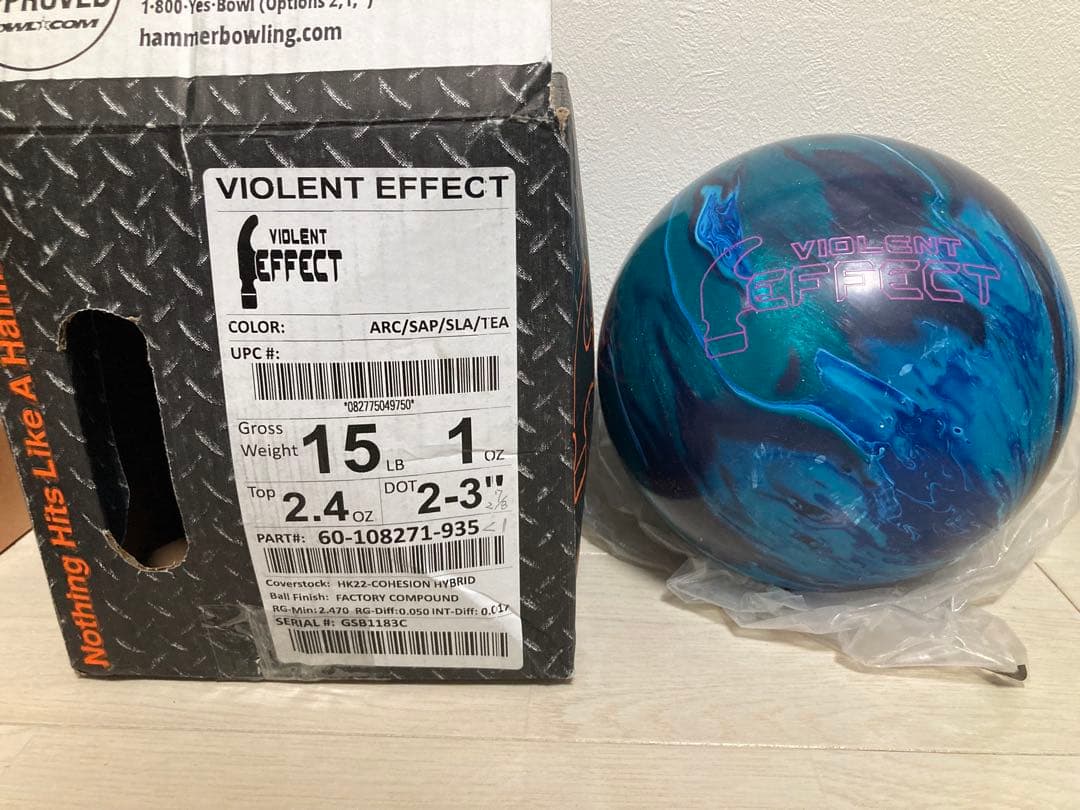 1-800-Yes-Bowl (Options 2,1,
hammerbowling.com
Nothing Hits Like A
VIOLENT EFFECT
VIOLENT
EFFECT
COLOR: ARC/SAP/SLA/TEA
UPC #:
*082775049750*
Gross Weight 15 LB 1 OZ
Top 2.4 OZ DOT 2-3"
PART#: 60-108271-935
Coverstock: HK22-COHESION HYBRID
Ball Finish: FACTORY COMPOUND
RG-Min:2.470 RG-Diff:0.050 INT-Diff: 0.017
SERIAL #: GSB1183C
VIOLENT
EFFECT